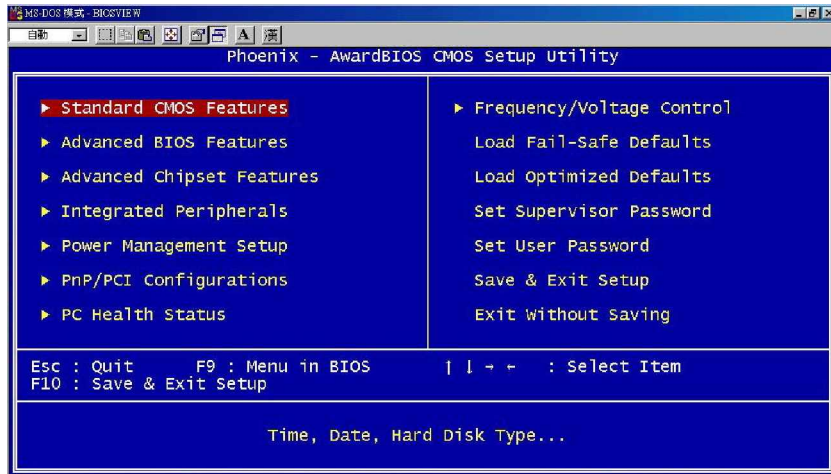 MS-DOS 模式 - BIOSVIEW
自動 A 漢
Phoenix - AwardBIOS CMOS Setup Utility
▶ Standard CMOS Features
▶ Advanced BIOS Features
▶ Advanced Chipset Features
▶ Integrated Peripherals
▶ Power Management Setup
▶ PnP/PCI Configurations
▶ PC Health Status
▶ Frequency/Voltage Control
Load Fail-Safe Defaults
Load Optimized Defaults
Set Supervisor Password
Set User Password
Save & Exit Setup
Exit Without Saving
Esc : Quit F9 : Menu in BIOS ↑ ↓ → ← : Select Item
F10 : Save & Exit Setup
Time, Date, Hard Disk Type...